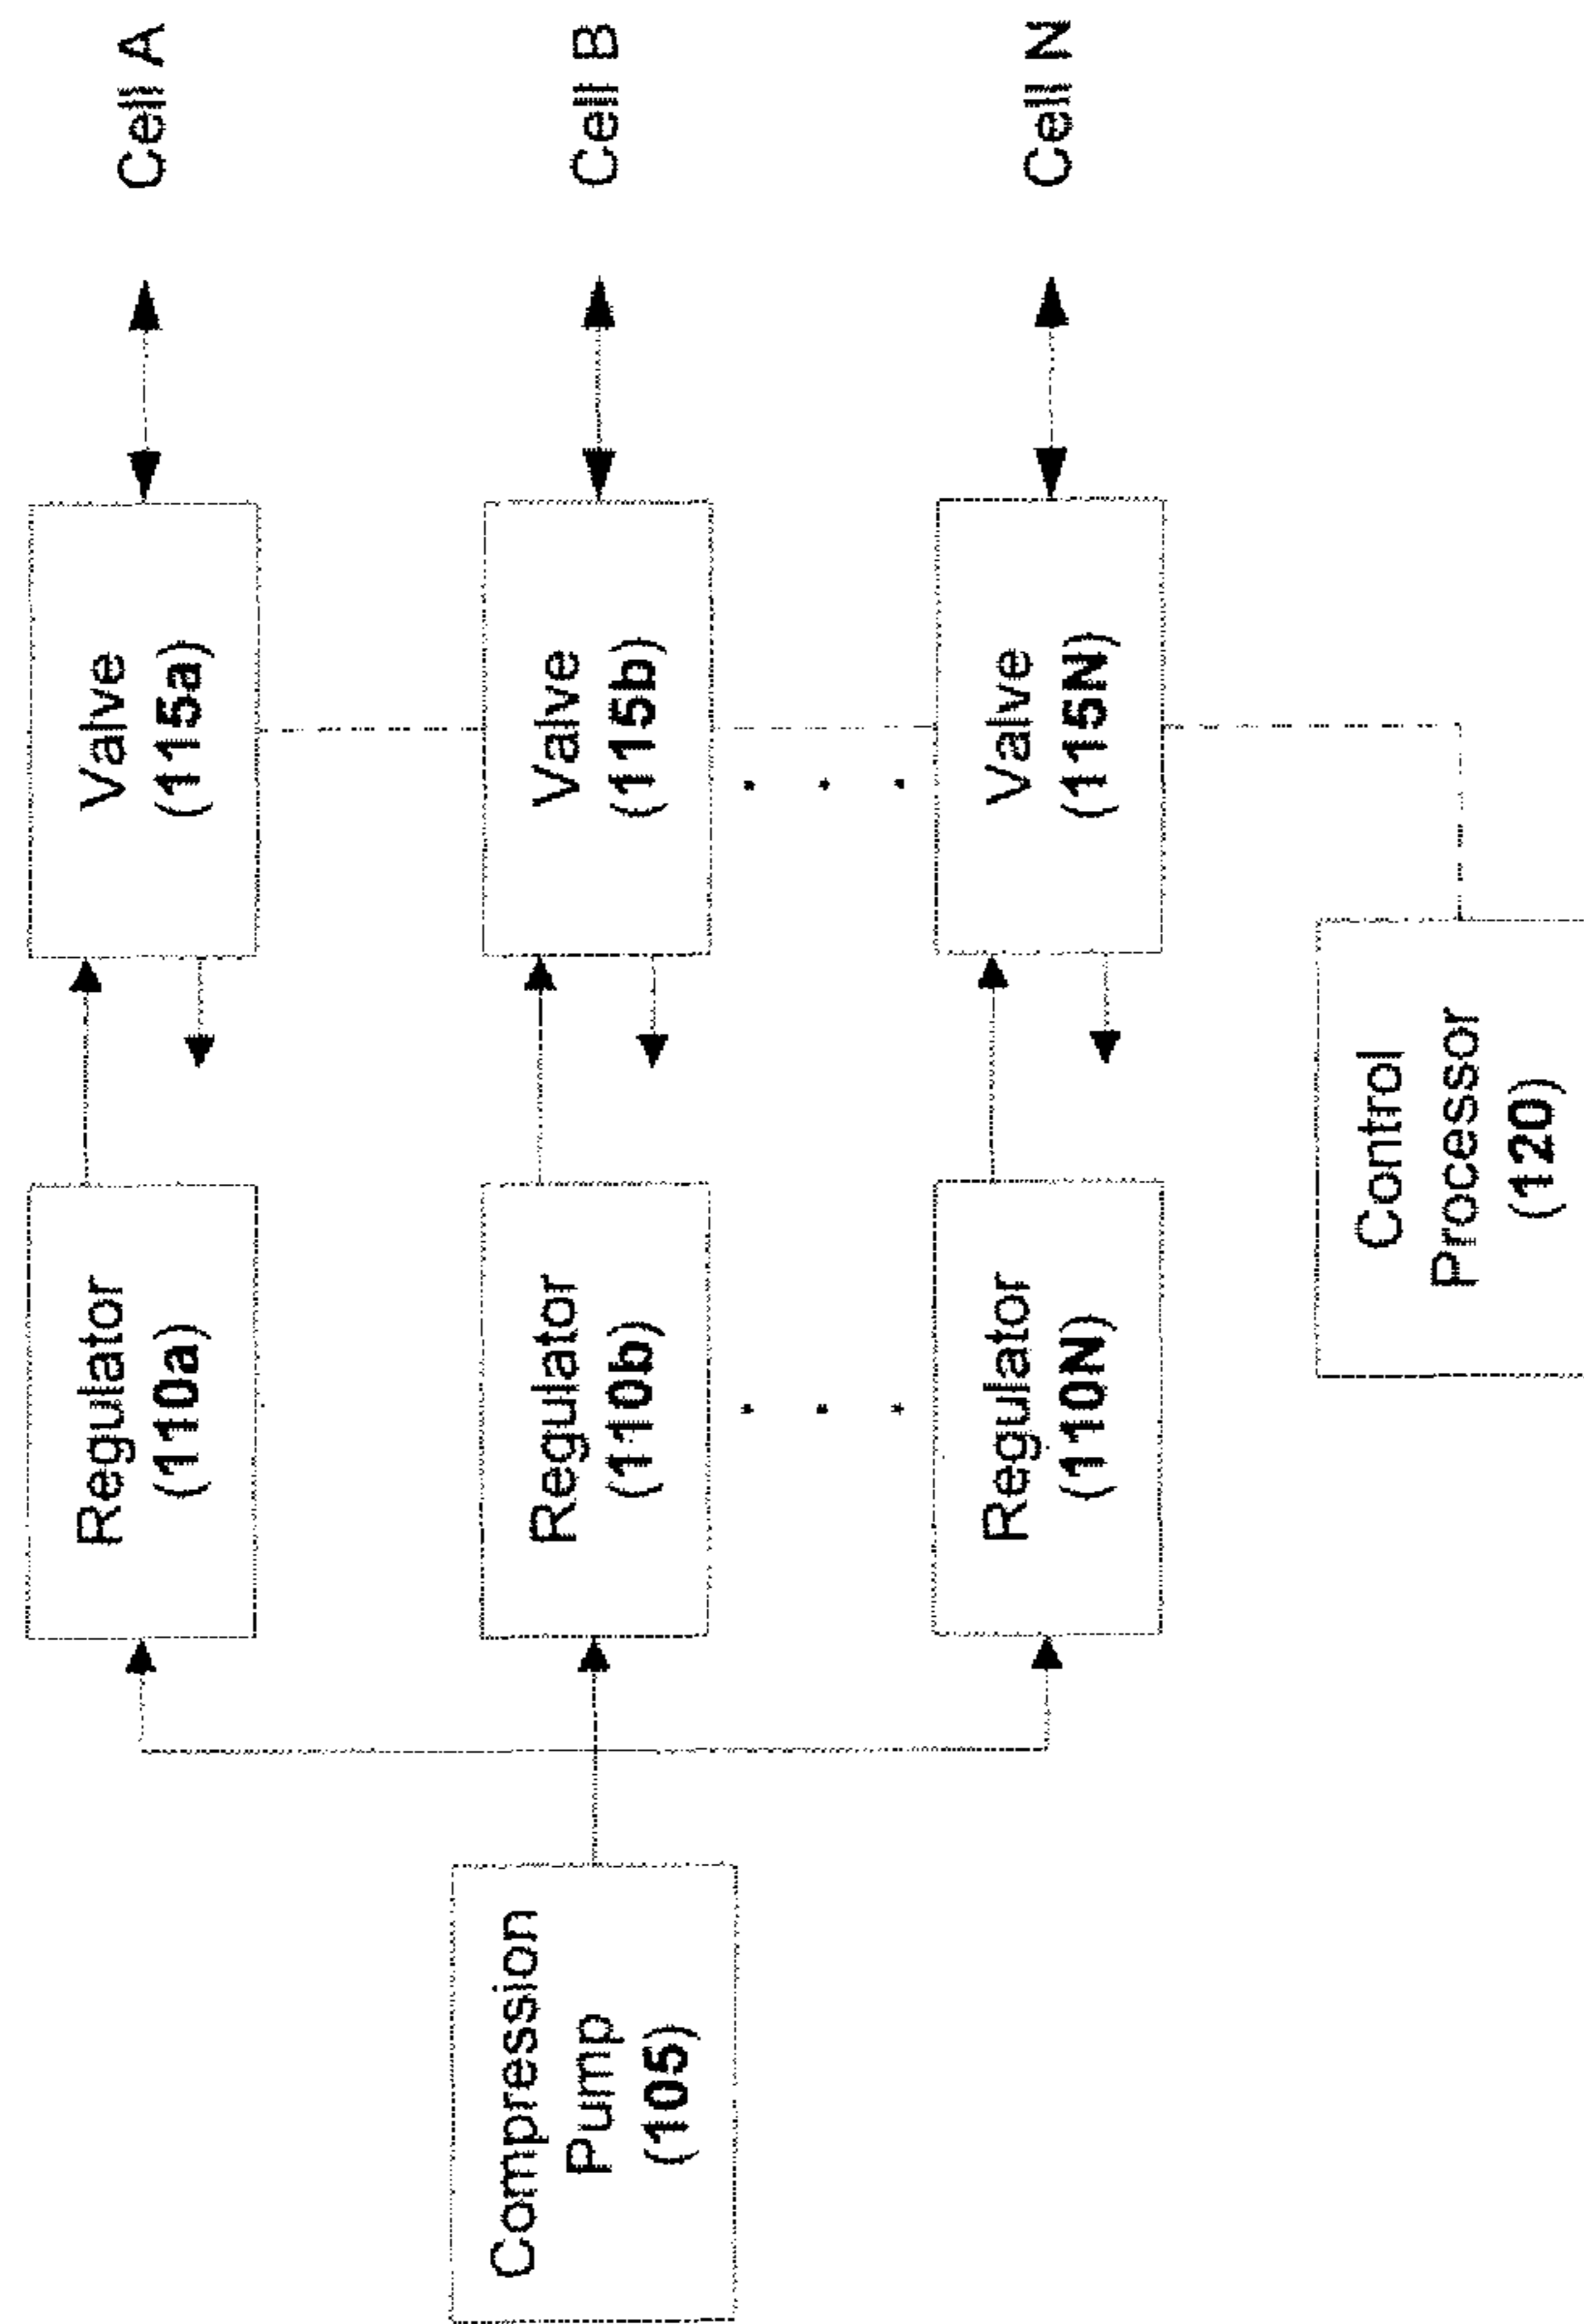 Compression
Pump
(105)
Regulator
(110a)
Valve
(115a)
Cell A
Regulator
(110b)
Valve
(115b)
Cell B
Regulator
(110N)
Valve
(115N)
Cell N
Control
Processor
(120)